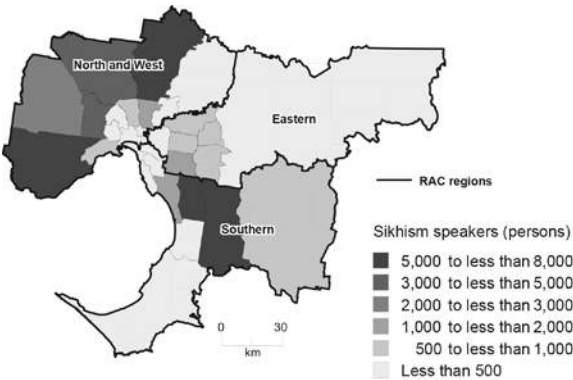 North and West
Eastern
Southern
RAC regions
Sikhism speakers (persons)
5,000 to less than 8,000
3,000 to less than 5,000
2,000 to less than 3,000
1,000 to less than 2,000
500 to less than 1,000
Less than 500
0 30
km